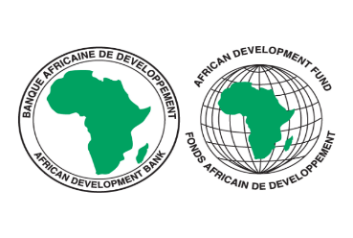 BANQUE AFRICAINE DE DEVELOPPEMENT
AFRICAN DEVELOPMENT BANK
AFRICAN DEVELOPMENT FUND
FONDS AFRICAIN DE DEVELOPPEMENT